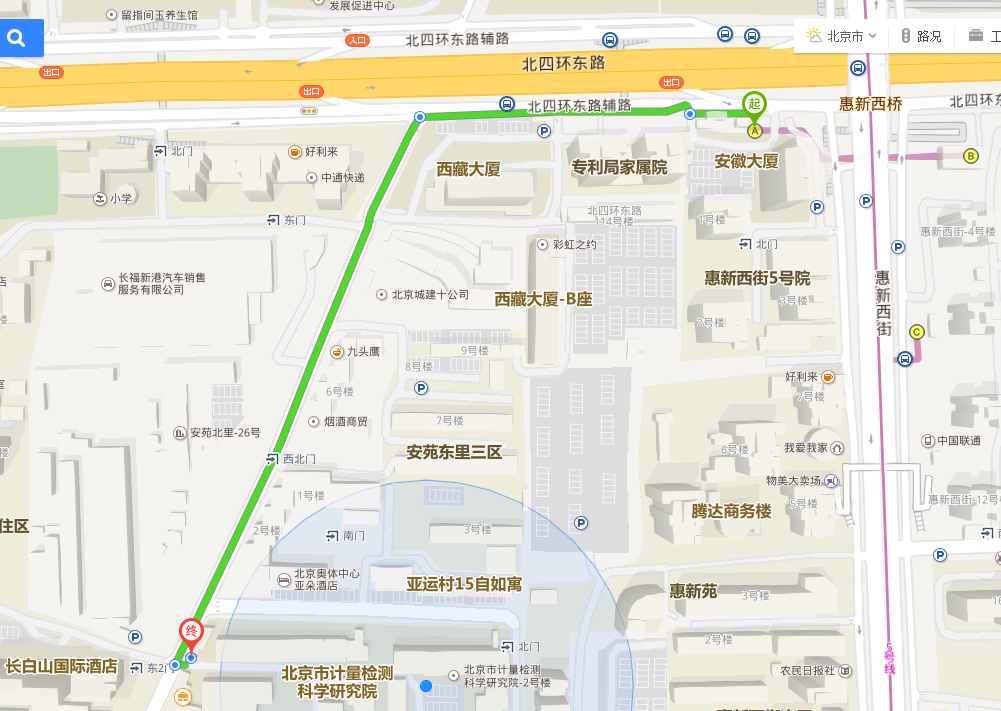 留指间玉养生馆
发展促进中心
入口
北四环东路辅路
北京市
路况
工
出口
北四环东路
出口
出口
起
北四环东路辅路
惠新西桥
北四环东
A
P
B
北门
好利来
西藏大厦
专利局家属院
安徽大厦
中通快递
小学
P
P
东门
北四环东路
114号楼
1号楼
惠新西街-4号楼
彩虹之约
北门
P
长福新港汽车销售
服务有限公司
惠新西街5号院
店
北京城建十公司
西藏大厦-B座
3号楼
惠新西街
2号楼
C
九头鹰
9号楼
8号楼
好利来
P
6号楼
7号楼
烟酒商贸
7号楼
安苑北里-26号
中国联通
我爱我家
6号楼
安苑东里三区
西北门
物美大卖场
1号楼
惠新西街-12号
5号楼
腾达商务楼
住区
2号楼
3号楼
P
南门
P
北京奥体中心
亚朵酒店
亚运村15自如寓
惠新苑
3号楼
终
P
2号楼
北门
5号线
长白山国际酒店
东2门
北京市计量检测
科学研究院
北京市计量检测
科学研究院-2号楼
农民日报社